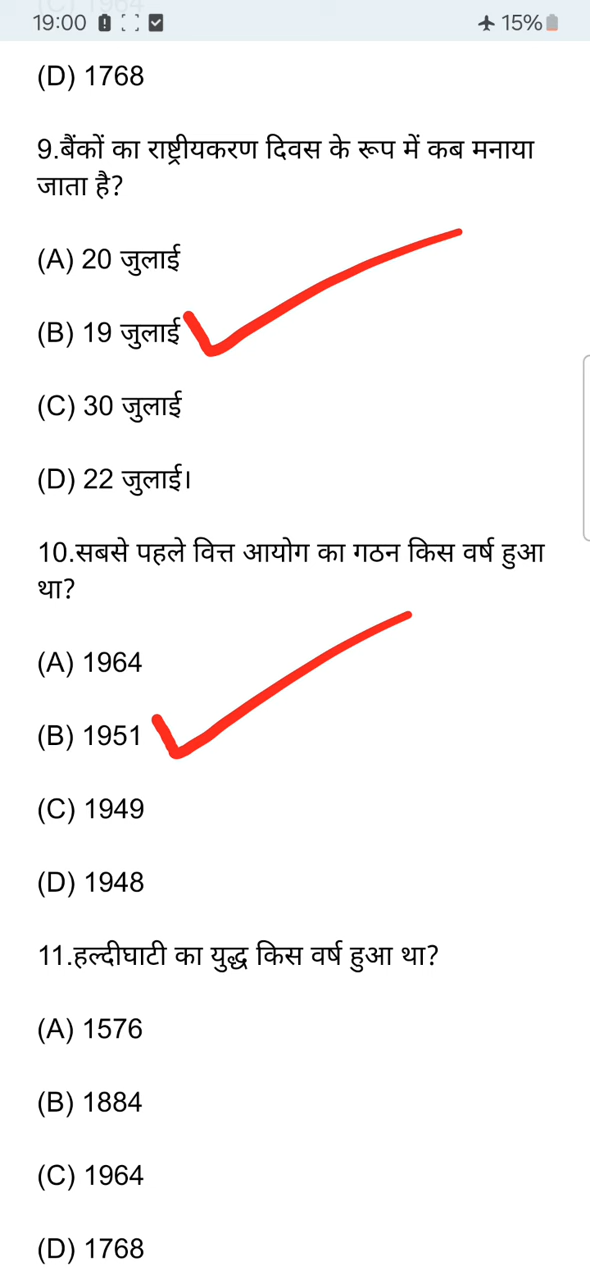 19:00
15%
(D) 1768
9.बैंकों का राष्ट्रीयकरण दिवस के रूप में कब मनाया
जाता है?
(A) 20 जुलाई
(B) 19 जुलाई
(C) 30 जुलाई
(D) 22 जुलाई।
10.सबसे पहले वित्त आयोग का गठन किस वर्ष हुआ
था?
(A) 1964
(B) 1951
(C) 1949
(D) 1948
11.हल्दीघाटी का युद्ध किस वर्ष हुआ था?
(A) 1576
(B) 1884
(C) 1964
(D) 1768